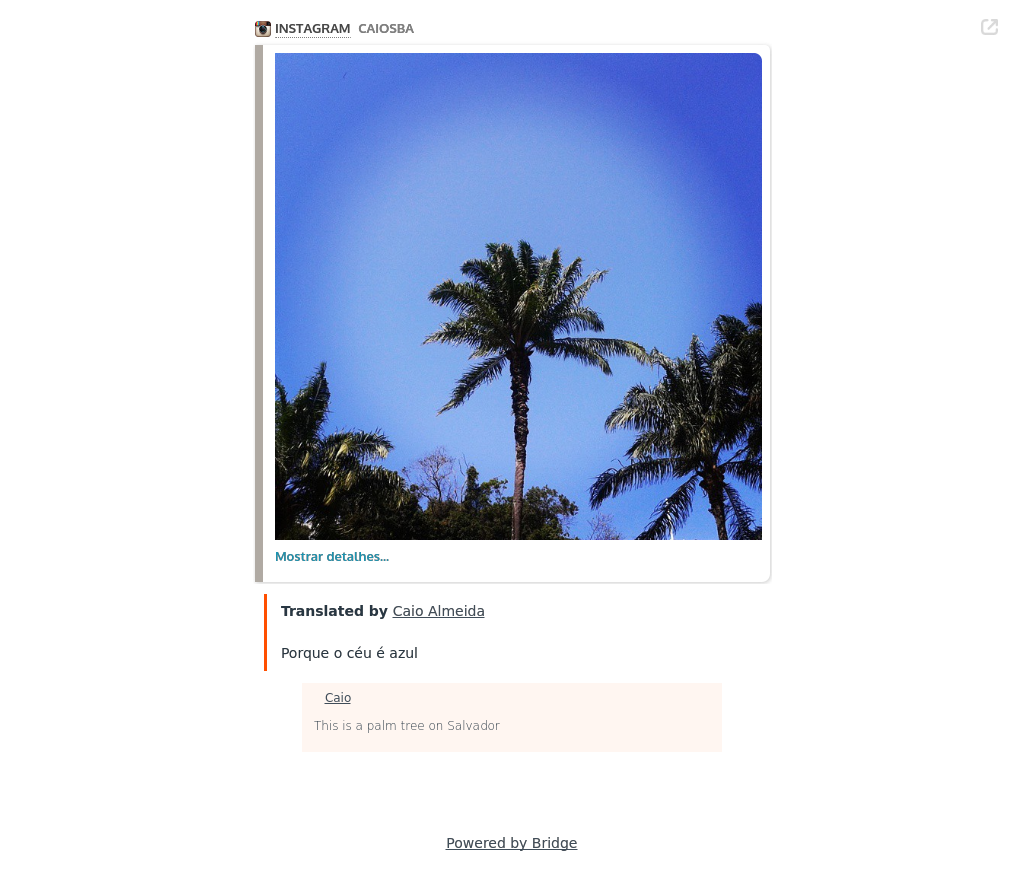 INSTAGRAM CAIOSBA
Mostrar detalhes...
Translated by Caio Almeida
Porque o céu é azul
Caio
This is a palm tree on Salvador
Powered by Bridge